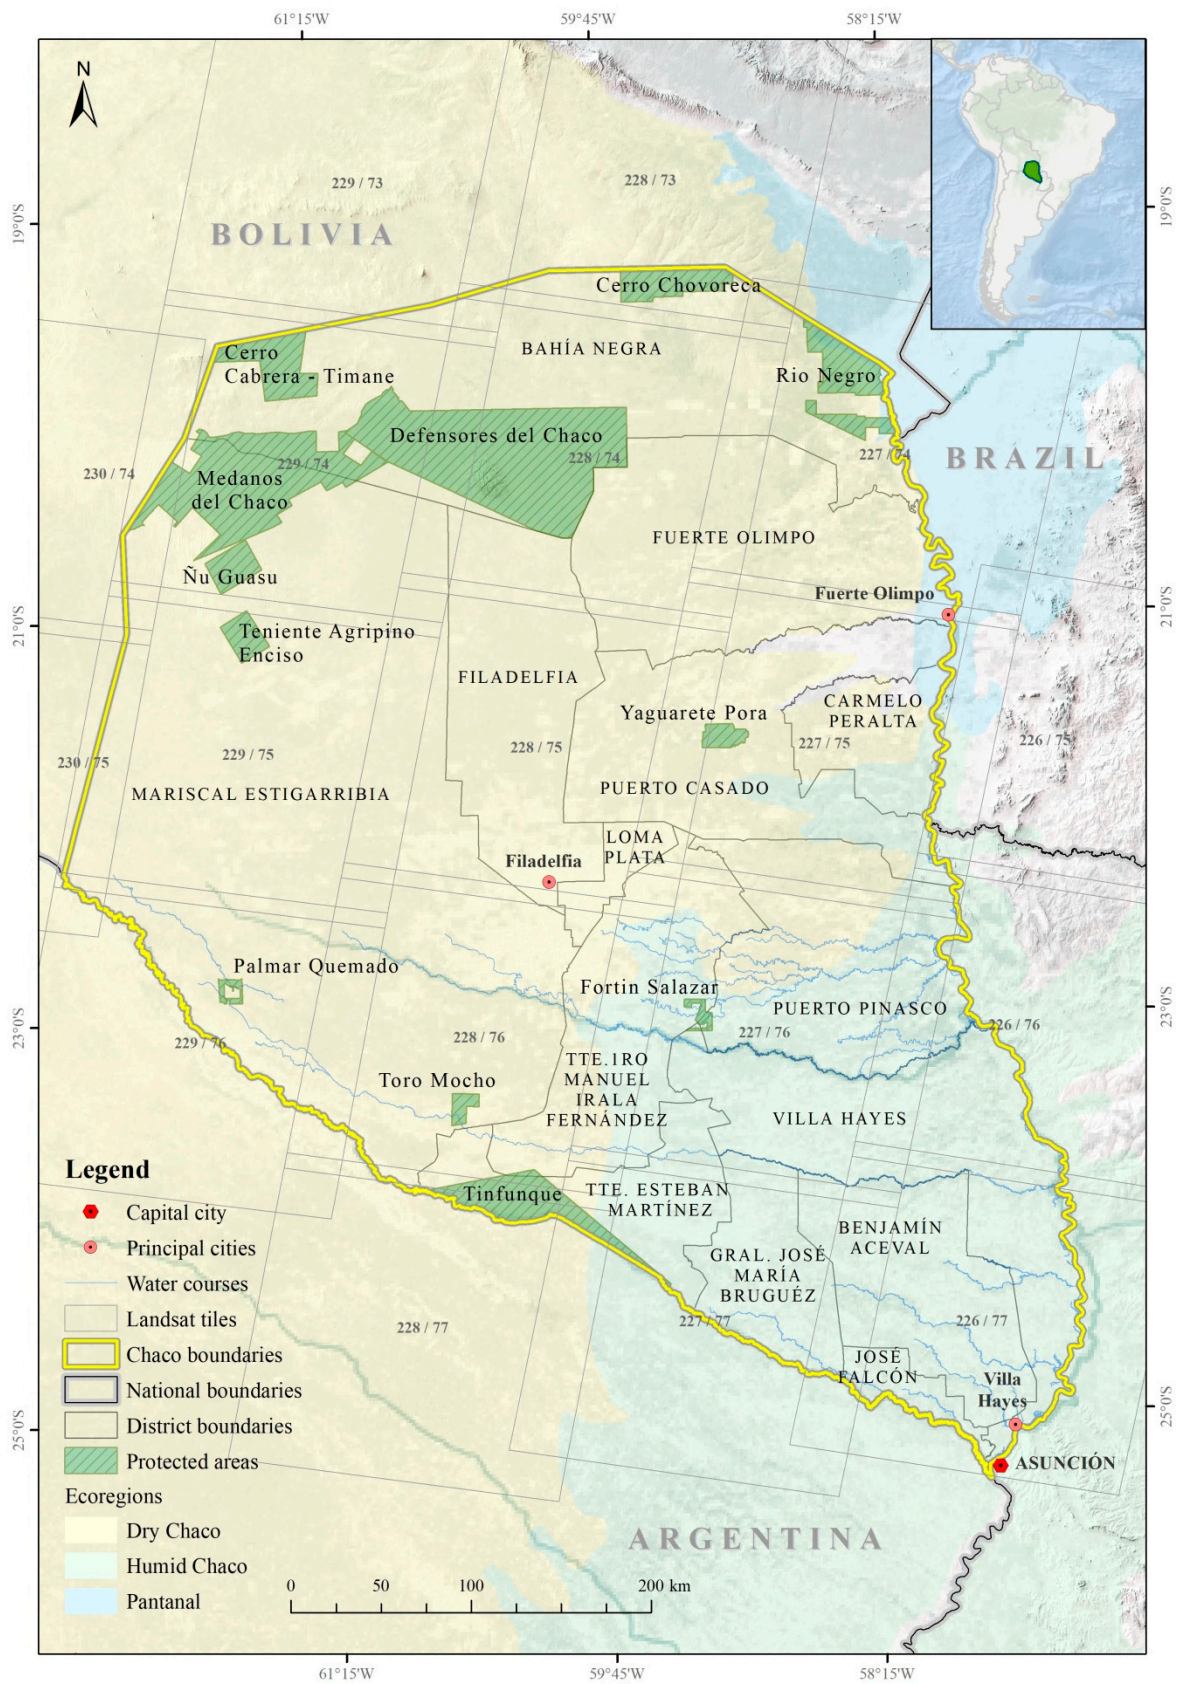 61°15'W
59°45'W
58°15'W
N
229 / 73
228 / 73
19°0'S
19°0'S
BOLIVIA
Cerro Chovoreca
BAHÍA NEGRA
Cerro
Cabrera - Timane
Rio Negro
Defensores del Chaco
BRAZIL
230 / 74
229 / 74
228 / 74
227 / 74
Medanos
del Chaco
FUERTE OLIMPO
Ñu Guasu
Fuerte Olimpo
21°0'S
21°0'S
Teniente Agripino
Enciso
FILADELFIA
CARMELO
PERALTA
Yaguarete Pora
230 / 75
229 / 75
228 / 75
227 / 75
226 / 75
MARISCAL ESTIGARRIBIA
PUERTO CASADO
LOMA
PLATA
Filadelfia
Palmar Quemado
Fortin Salazar
PUERTO PINASCO
23°0'S
23°0'S
229 / 76
228 / 76
227 / 76
226 / 76
TTE.1RO
MANUEL
IRALA
FERNÁNDEZ
Toro Mocho
VILLA HAYES
Tinfunque
TTE. ESTEBAN
MARTÍNEZ
BENJAMÍN
ACEVAL
GRAL. JOSÉ
MARÍA
BRUGUÉZ
228 / 77
227 / 77
226 / 77
JOSÉ
FALCÓN
Villa
Hayes
25°0'S
25°0'S
ASUNCIÓN
ARGENTINA
Legend
Capital city
Principal cities
Water courses
Landsat tiles
Chaco boundaries
National boundaries
District boundaries
Protected areas
Ecoregions
Dry Chaco
Humid Chaco
Pantanal
0 50 100 200 km
61°15'W
59°45'W
58°15'W